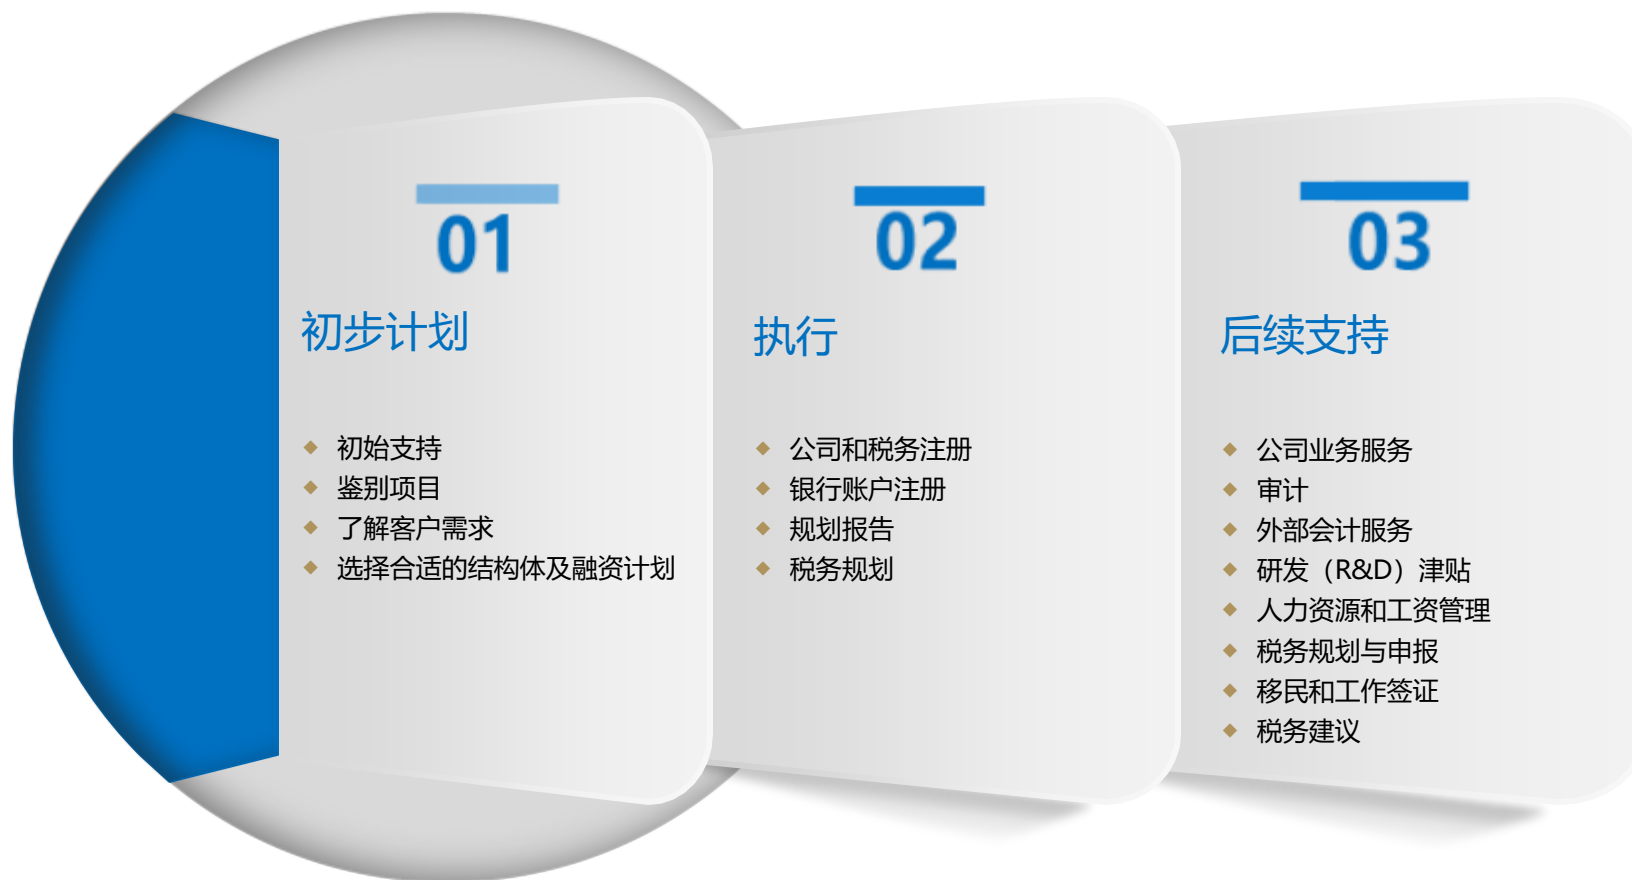 01
初步计划
初始支持
鉴别项目
了解客户需求
选择合适的结构体及融资计划
02
执行
公司和税务注册
银行账户注册
规划报告
税务规划
03
后续支持
公司业务服务
审计
外部会计服务
研发（R&D）津贴
人力资源和工资管理
税务规划与申报
移民和工作签证
税务建议